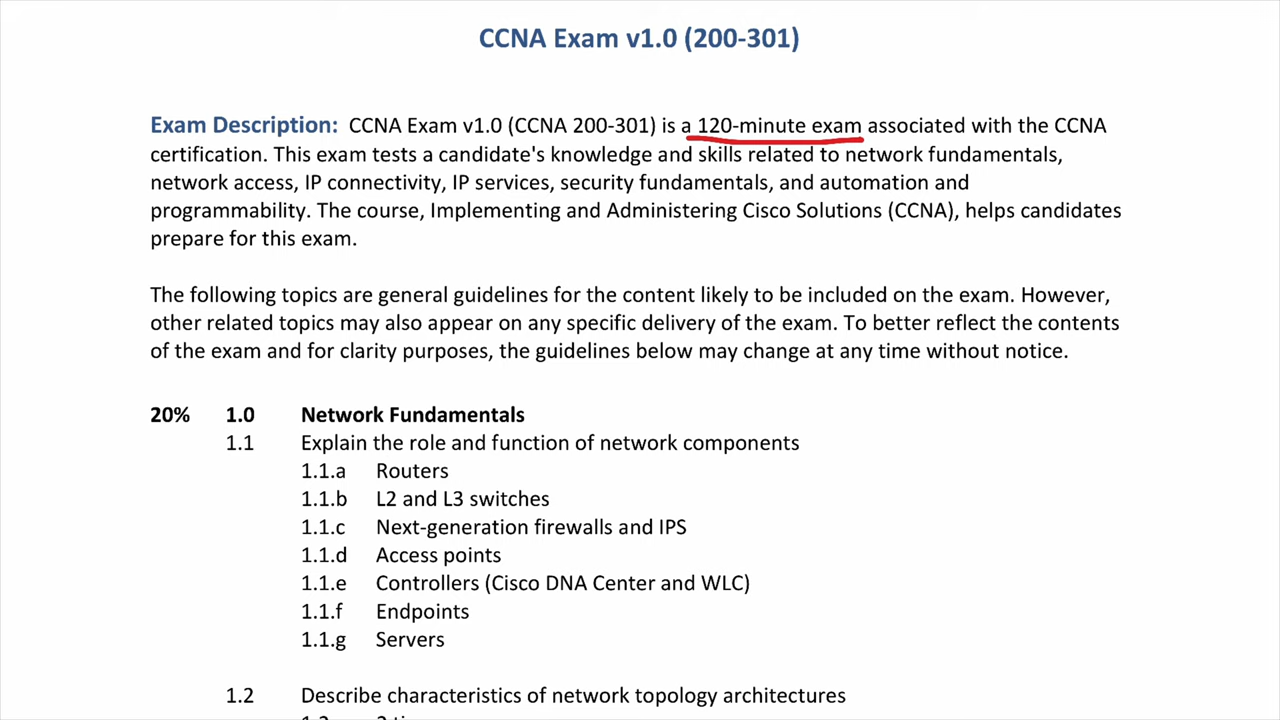 CCNA Exam v1.0 (200-301)
Exam Description: CCNA Exam v1.0 (CCNA 200-301) is a 120-minute exam associated with the CCNA
certification. This exam tests a candidate's knowledge and skills related to network fundamentals,
network access, IP connectivity, IP services, security fundamentals, and automation and
programmability. The course, Implementing and Administering Cisco Solutions (CCNA), helps candidates
prepare for this exam.
The following topics are general guidelines for the content likely to be included on the exam. However,
other related topics may also appear on any specific delivery of the exam. To better reflect the contents
of the exam and for clarity purposes, the guidelines below may change at any time without notice.
20% 1.0 Network Fundamentals
1.1 Explain the role and function of network components
1.1.a Routers
1.1.b L2 and L3 switches
1.1.c Next-generation firewalls and IPS
1.1.d Access points
1.1.e Controllers (Cisco DNA Center and WLC)
1.1.f Endpoints
1.1.g Servers
1.2 Describe characteristics of network topology architectures